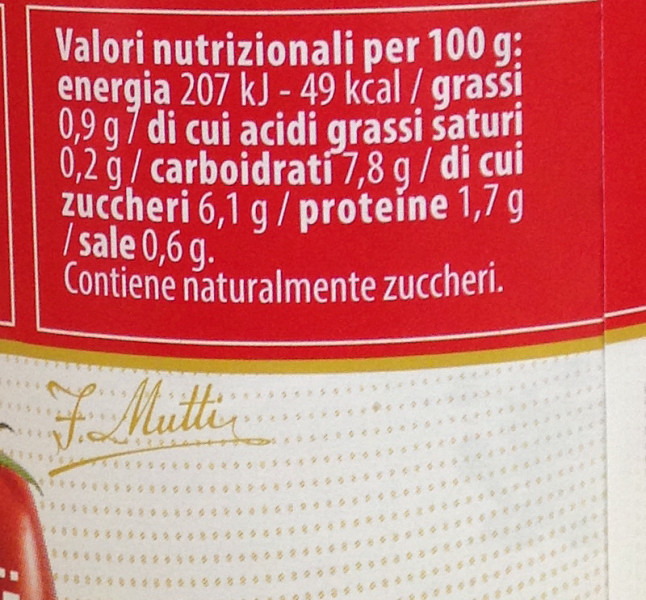 Valori nutrizionali per 100 g:
energia 207 kJ - 49 kcal / grassi
0,9 g / di cui acidi grassi saturi
0,2 g / carboidrati 7,8 g / di cui
zuccheri 6,1 g / proteine 1,7 g
/ sale 0,6 g.
Contiene naturalmente zuccheri.
F. Mutti